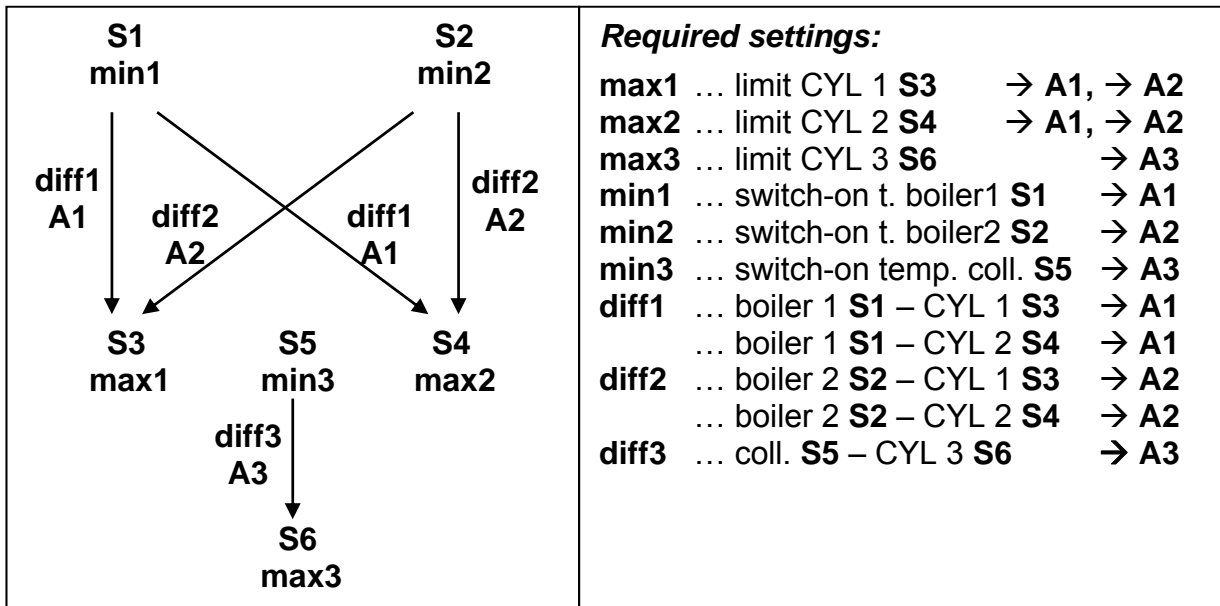 S1 S2
min1 min2
diff1 diff2
A1 diff2 diff1 A2
A2 A1
S3 S5 S4
max1 min3 max2
diff3
A3
S6
max3
Required settings:
max1 … limit CYL 1 S3 → A1, → A2
max2 … limit CYL 2 S4 → A1, → A2
max3 … limit CYL 3 S6 → A3
min1 … switch-on t. boiler1 S1 → A1
min2 … switch-on t. boiler2 S2 → A2
min3 … switch-on temp. coll. S5 → A3
diff1 … boiler 1 S1 – CYL 1 S3 → A1
… boiler 1 S1 – CYL 2 S4 → A1
diff2 … boiler 2 S2 – CYL 1 S3 → A2
… boiler 2 S2 – CYL 2 S4 → A2
diff3 … coll. S5 – CYL 3 S6 → A3